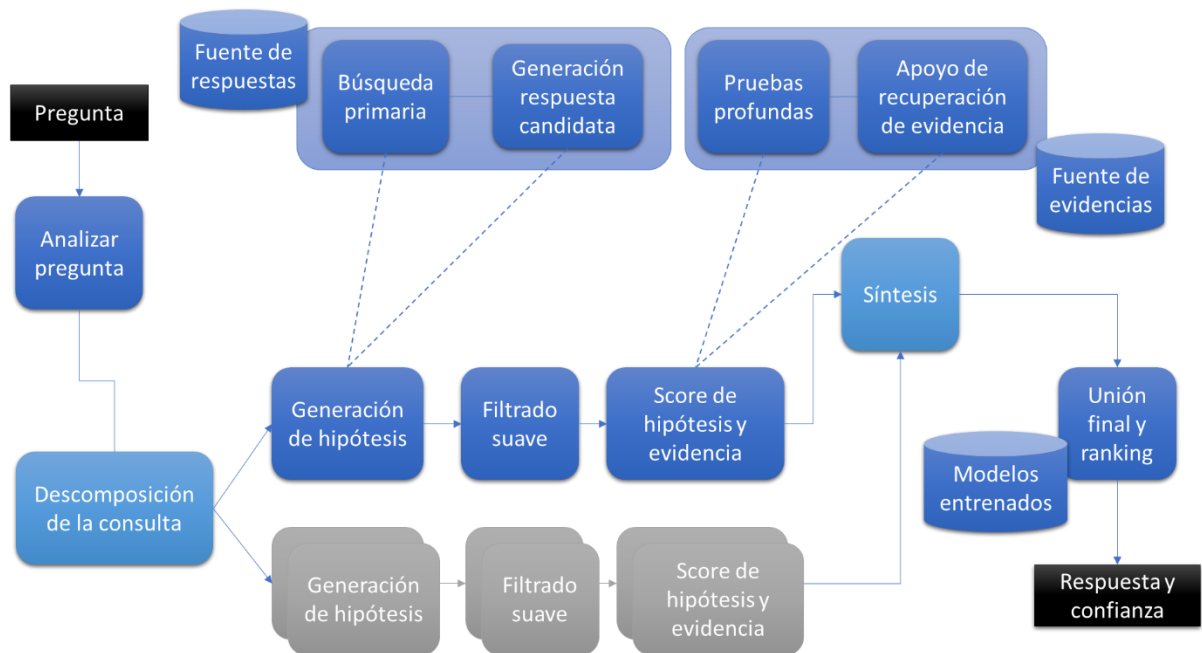 Fuente de
respuestas
Búsqueda
primaria
Generación
respuesta
candidata
Pruebas
profundas
Apoyo de
recuperación
de evidencia
Fuente de
evidencias
Pregunta
Analizar
pregunta
Síntesis
Descomposición
de la consulta
Generación
de hipótesis
Filtrado
suave
Score de
hipótesis y
evidencia
Unión
final y
ranking
Modelos
entrenados
Generación
de hipótesis
Filtrado
suave
Score de
hipótesis y
evidencia
Respuesta y
confianza